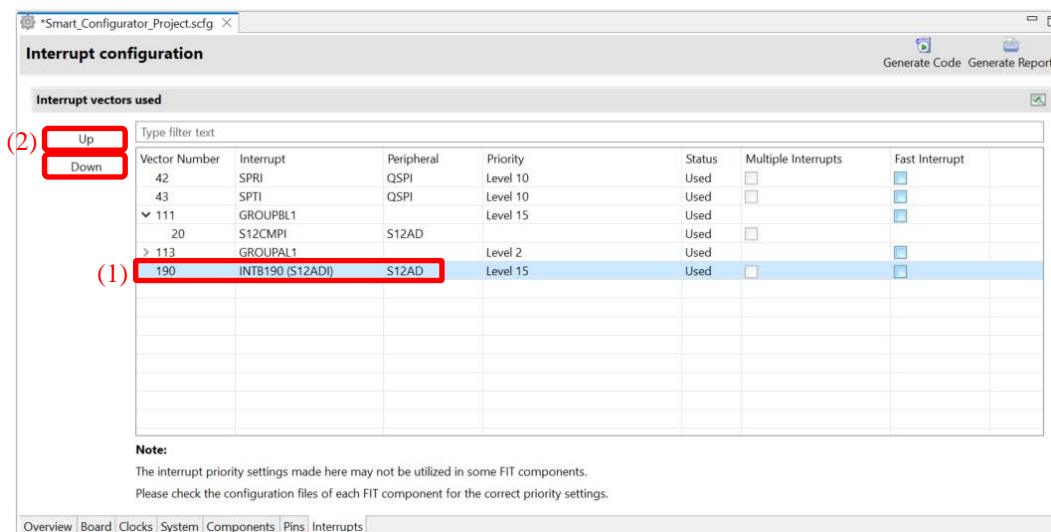 *Smart_Configurator_Project.scfg
Interrupt configuration
Generate Code Generate Report
Interrupt vectors used
(2)
Up
Down
Type filter text
Vector Number Interrupt Peripheral Priority Status Multiple Interrupts Fast Interrupt
42 SPRI QSPI Level 10 Used
43 SPTI QSPI Level 10 Used
111 GROUPBL1 Level 15 Used
20 S12CMPI S12AD Used
113 GROUPAL1 Level 2 Used
(1)
190 INTB190 (S12ADI) S12AD Level 15 Used
Note:
The interrupt priority settings made here may not be utilized in some FIT components.
Please check the configuration files of each FIT component for the correct priority settings.
Overview Board Clocks System Components Pins Interrupts